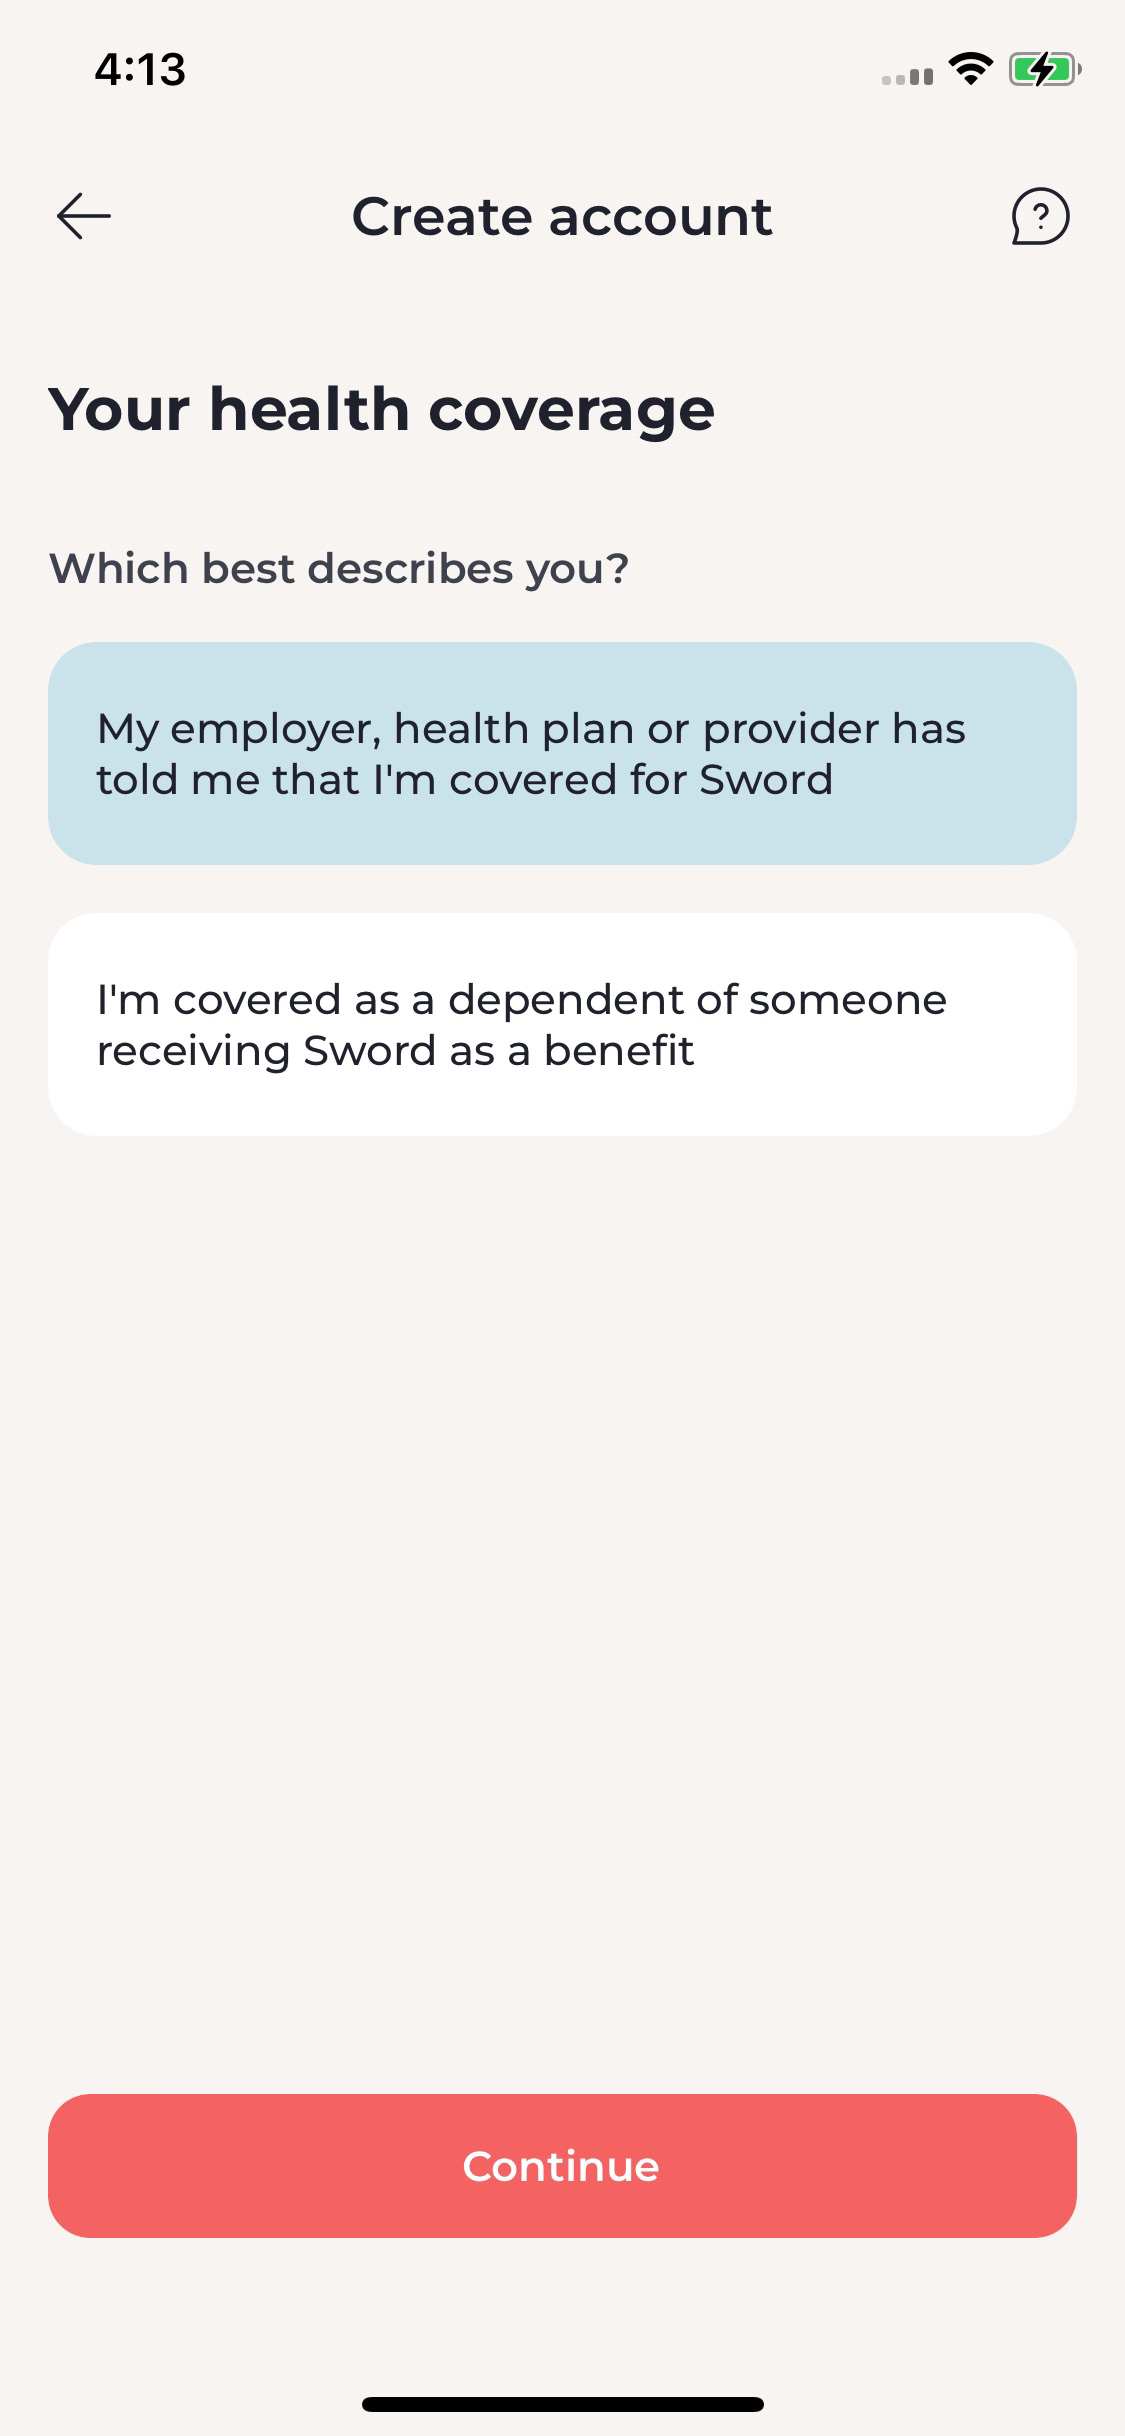 4:13
Create account
?
Your health coverage
Which best describes you?
My employer, health plan or provider has
told me that I'm covered for Sword
I'm covered as a dependent of someone
receiving Sword as a benefit
Continue